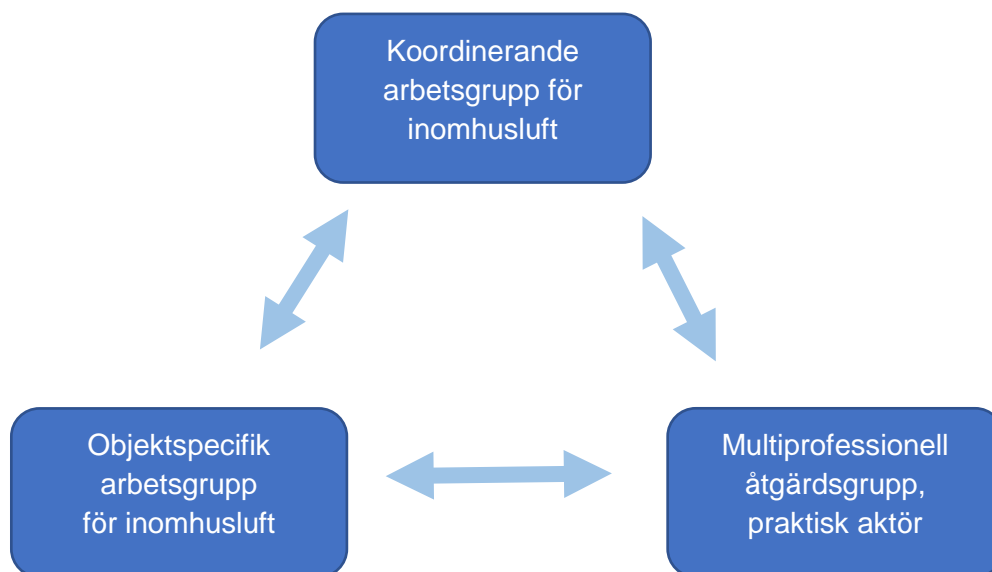 Koordinerande
arbetsgrupp för
inomhusluft
Objektspecifik
arbetsgrupp
för inomhusluft
Multiprofessionell
åtgärdsgrupp,
praktisk aktör